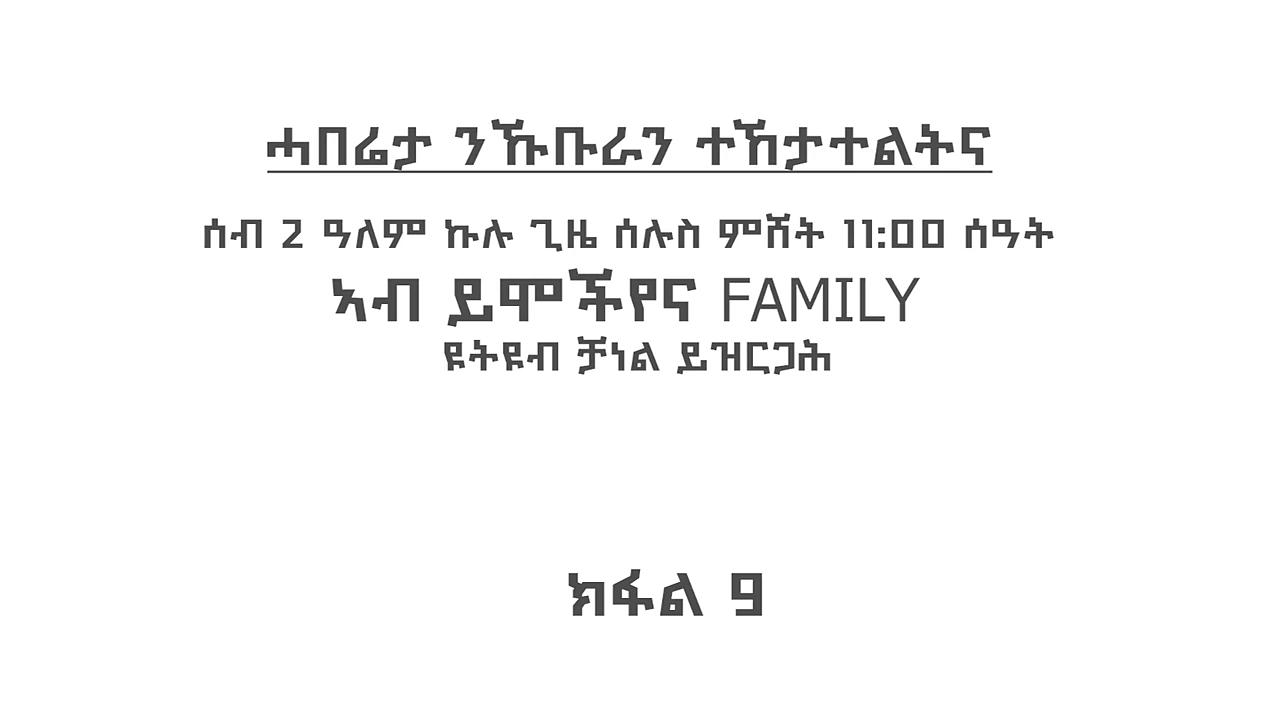 ሓበሬታ ንኹቡራን ተኸታተልትና
ሰብ 2 ዓለም ኩሉ ጊዜ ሰሉስ ምሸት 11:00 ሰዓት
ኣብ ይሞችየና FAMILY
ዩትዩብ ቻነል ይዝርጋሕ
ክፋል 9